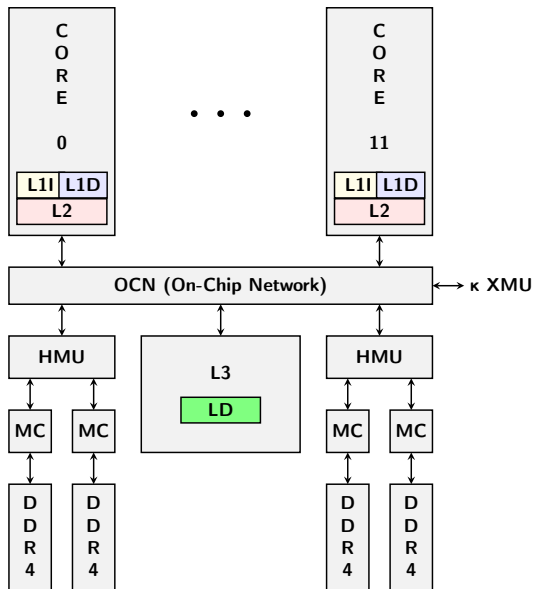 C
O
R
E
0
L1I L1D
L2
. . .
C
O
R
E
11
L1I L1D
L2
OCN (On-Chip Network)
κ XMU
HMU
L3
LD
HMU
MC MC
MC MC
D
D
R
4
D
D
R
4
D
D
R
4
D
D
R
4